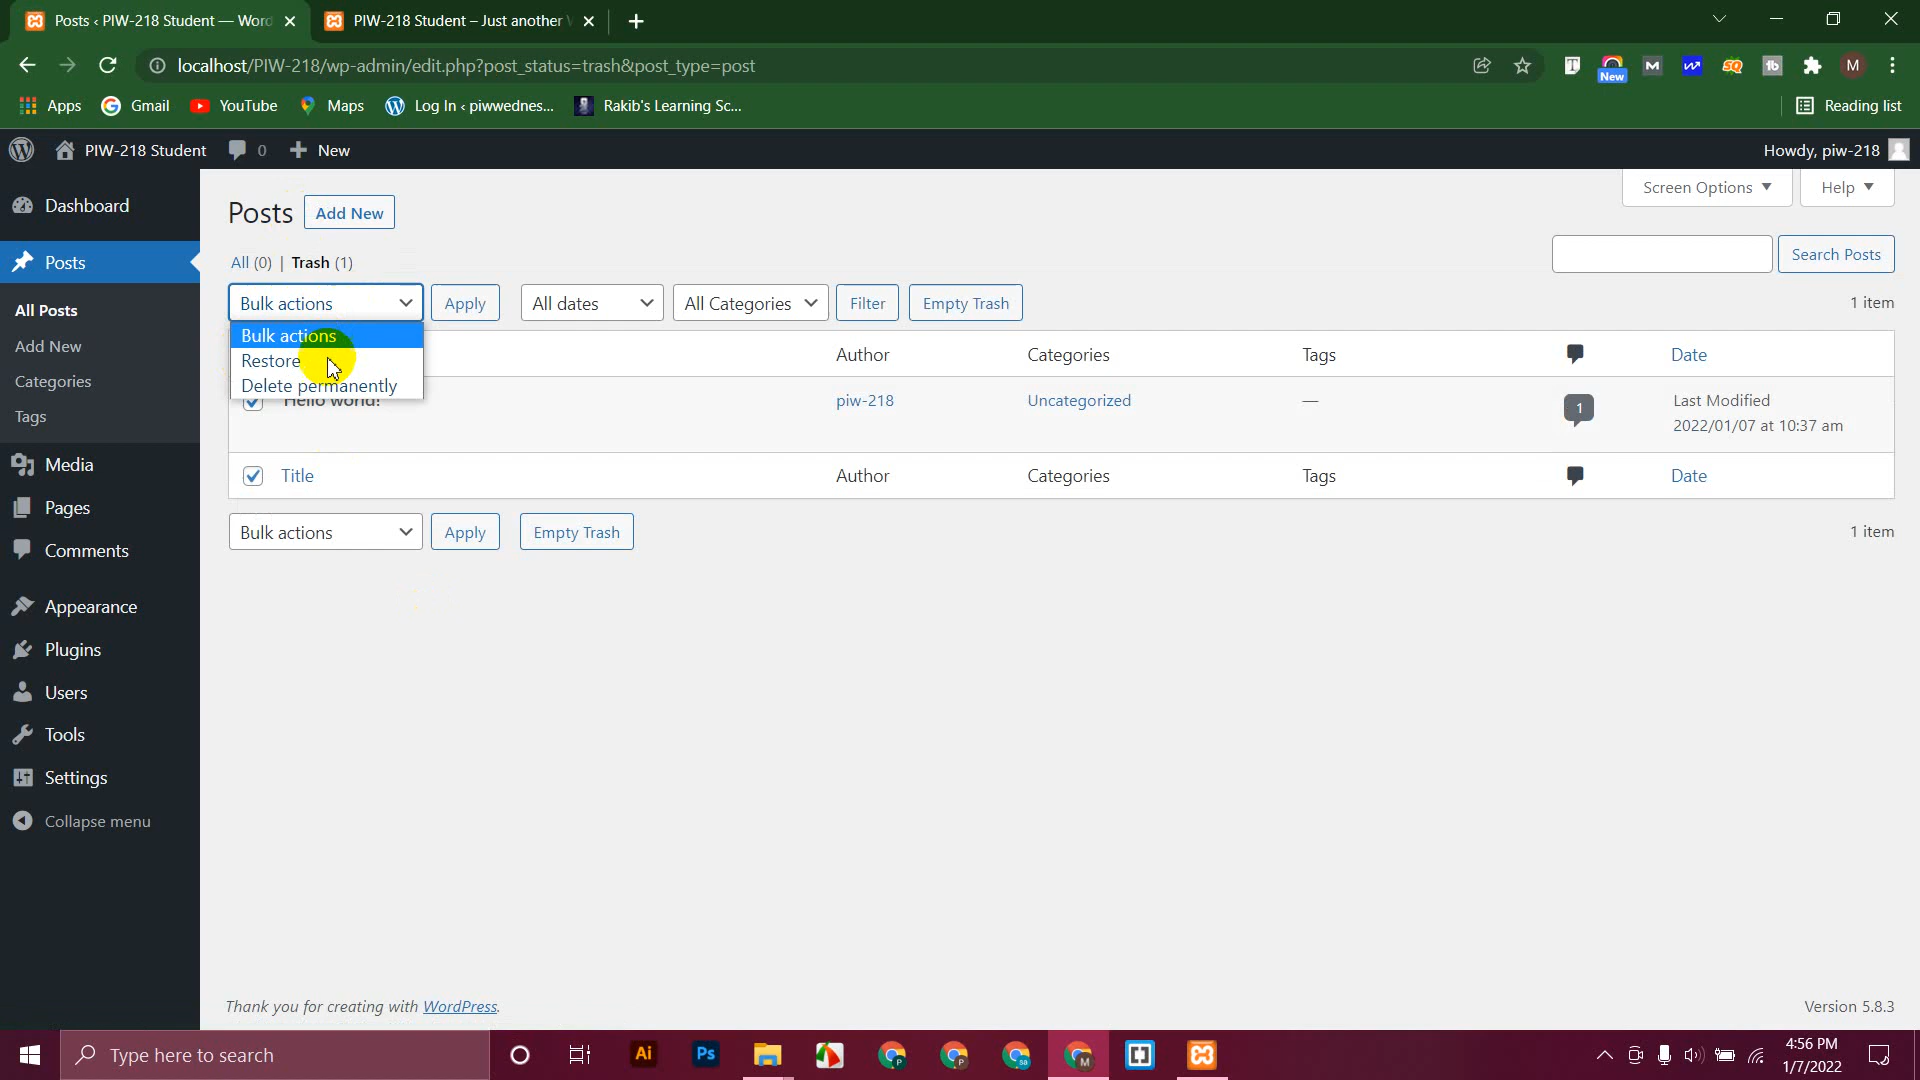 Posts ‹ PIW-218 Student — Word
PIW-218 Student – Just another
localhost/PIW-218/wp-admin/edit.php?post_status=trash&post_type=post
New
M
Apps
Gmail
YouTube
Maps
Log In ‹ piwwednes...
Rakib's Learning Sc...
Reading list
PIW-218 Student
0
New
Howdy, piw-218
Dashboard
Posts
All Posts
Add New
Categories
Tags
Media
Pages
Comments
Appearance
Plugins
Users
Tools
Settings
Collapse menu
Posts
Add New
Screen Options
Help
All (0) | Trash (1)
Search Posts
Bulk actions
Apply
All dates
All Categories
Filter
Empty Trash
1 item
Bulk actions
Restore
Delete permanently
Author
Categories
Tags
Date
Hello world!
piw-218
Uncategorized
—
1
Last Modified
2022/01/07 at 10:37 am
Title
Author
Categories
Tags
Date
Bulk actions
Apply
Empty Trash
1 item
Thank you for creating with WordPress.
Version 5.8.3
Type here to search
Ai
Ps
4:56 PM
1/7/2022